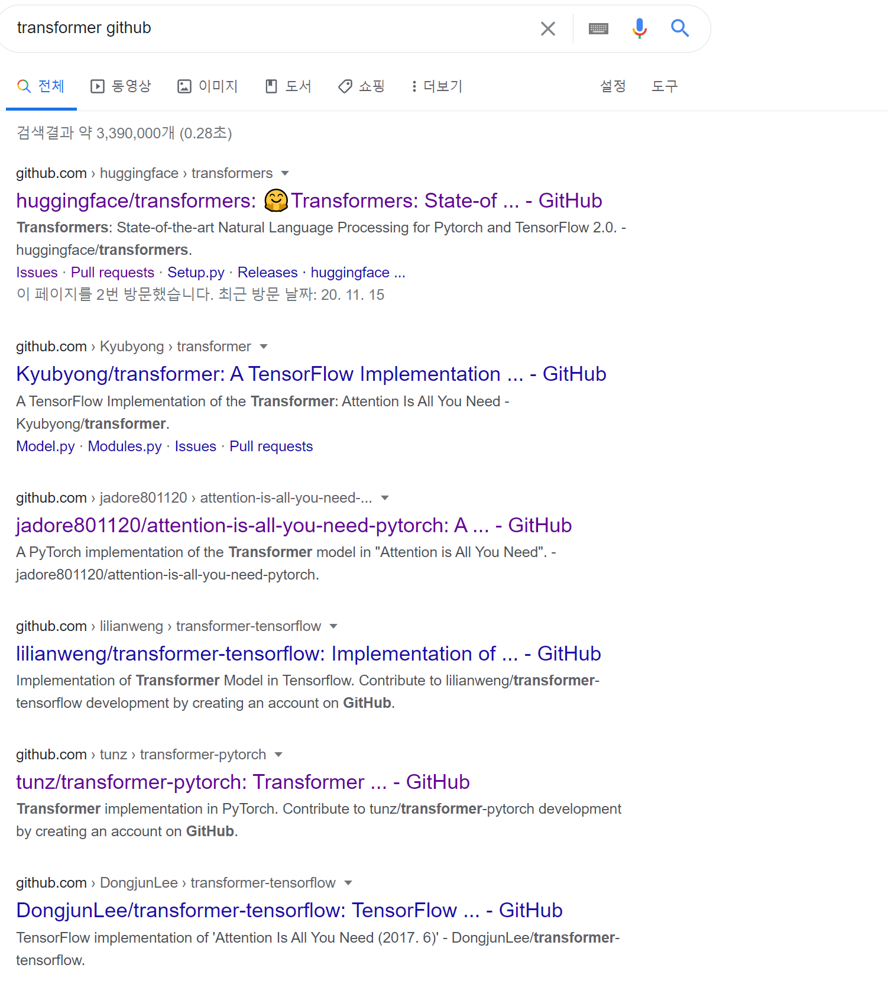 transformer github
전체 동영상 이미지 도서 쇼핑 더보기 설정 도구
검색결과 약 3,390,000개 (0.28초)
github.com › huggingface › transformers
huggingface/transformers: 🤗Transformers: State-of ... - GitHub
Transformers: State-of-the-art Natural Language Processing for Pytorch and TensorFlow 2.0. -
huggingface/transformers.
Issues · Pull requests · Setup.py · Releases · huggingface ...
이 페이지를 2번 방문했습니다. 최근 방문 날짜: 20. 11. 15
github.com › Kyubyong › transformer
Kyubyong/transformer: A TensorFlow Implementation ... - GitHub
A TensorFlow Implementation of the Transformer: Attention Is All You Need -
Kyubyong/transformer.
Model.py · Modules.py · Issues · Pull requests
github.com › jadore801120 › attention-is-all-you-need-...
jadore801120/attention-is-all-you-need-pytorch: A ... - GitHub
A PyTorch implementation of the Transformer model in "Attention is All You Need". -
jadore801120/attention-is-all-you-need-pytorch.
github.com › lilianweng › transformer-tensorflow
lilianweng/transformer-tensorflow: Implementation of ... - GitHub
Implementation of Transformer Model in Tensorflow. Contribute to lilianweng/transformer-
tensorflow development by creating an account on GitHub.
github.com › tunz › transformer-pytorch
tunz/transformer-pytorch: Transformer ... - GitHub
Transformer implementation in PyTorch. Contribute to tunz/transformer-pytorch development
by creating an account on GitHub.
github.com › DongjunLee › transformer-tensorflow
DongjunLee/transformer-tensorflow: TensorFlow ... - GitHub
TensorFlow implementation of 'Attention Is All You Need (2017. 6)' - DongjunLee/transformer-
tensorflow.